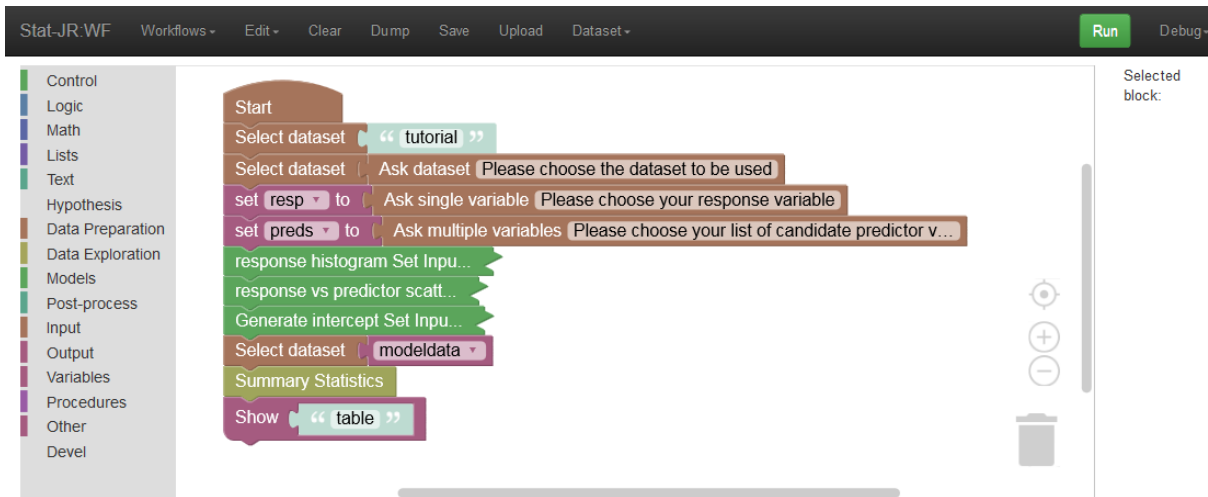 Stat-JR:WF Workflows Edit Clear Dump Save Upload Dataset Run Debug
Control
Logic
Math
Lists
Text
Hypothesis
Data Preparation
Data Exploration
Models
Post-process
Input
Output
Variables
Procedures
Other
Devel
Start
Select dataset “ tutorial ”
Select dataset Ask dataset Please choose the dataset to be used
set resp to Ask single variable Please choose your response variable
set preds to Ask multiple variables Please choose your list of candidate predictor v...
response histogram Set Inpu...
response vs predictor scatt...
Generate intercept Set Inpu...
Select dataset modeldata
Summary Statistics
Show “ table ”
Selected
block: